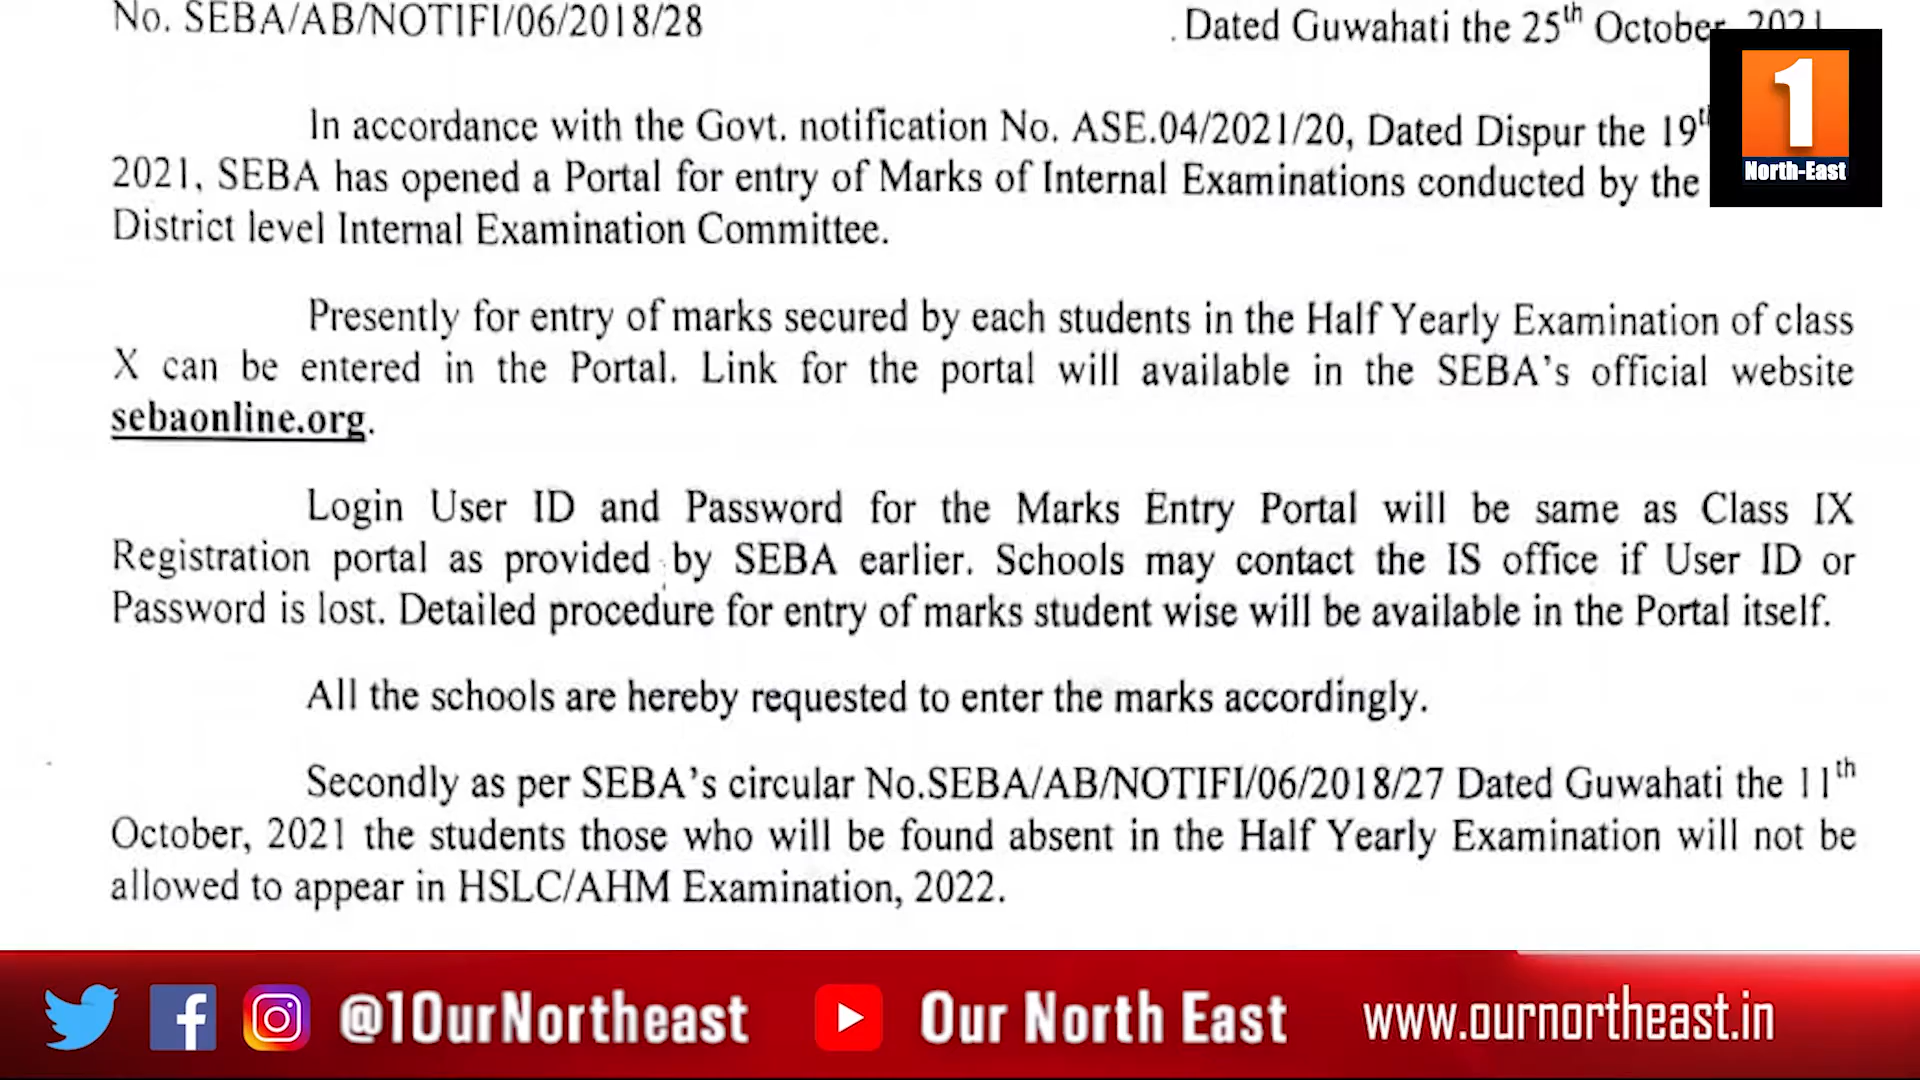 No. SEBA/AB/NOTIFI/06/2018/28 Dated Guwahati the 25th October, 2021
1
North-East
In accordance with the Govt. notification No. ASE.04/2021/20, Dated Dispur the 19th
2021, SEBA has opened a Portal for entry of Marks of Internal Examinations conducted by the
District level Internal Examination Committee.
Presently for entry of marks secured by each students in the Half Yearly Examination of class
X can be entered in the Portal. Link for the portal will available in the SEBA's official website
sebaonline.org.
Login User ID and Password for the Marks Entry Portal will be same as Class IX
Registration portal as provided by SEBA earlier. Schools may contact the IS office if User ID or
Password is lost. Detailed procedure for entry of marks student wise will be available in the Portal itself.
All the schools are hereby requested to enter the marks accordingly.
Secondly as per SEBA's circular No.SEBA/AB/NOTIFI/06/2018/27 Dated Guwahati the 11th
October, 2021 the students those who will be found absent in the Half Yearly Examination will not be
allowed to appear in HSLC/AHM Examination, 2022.
@1OurNortheast Our North East www.ournortheast.in